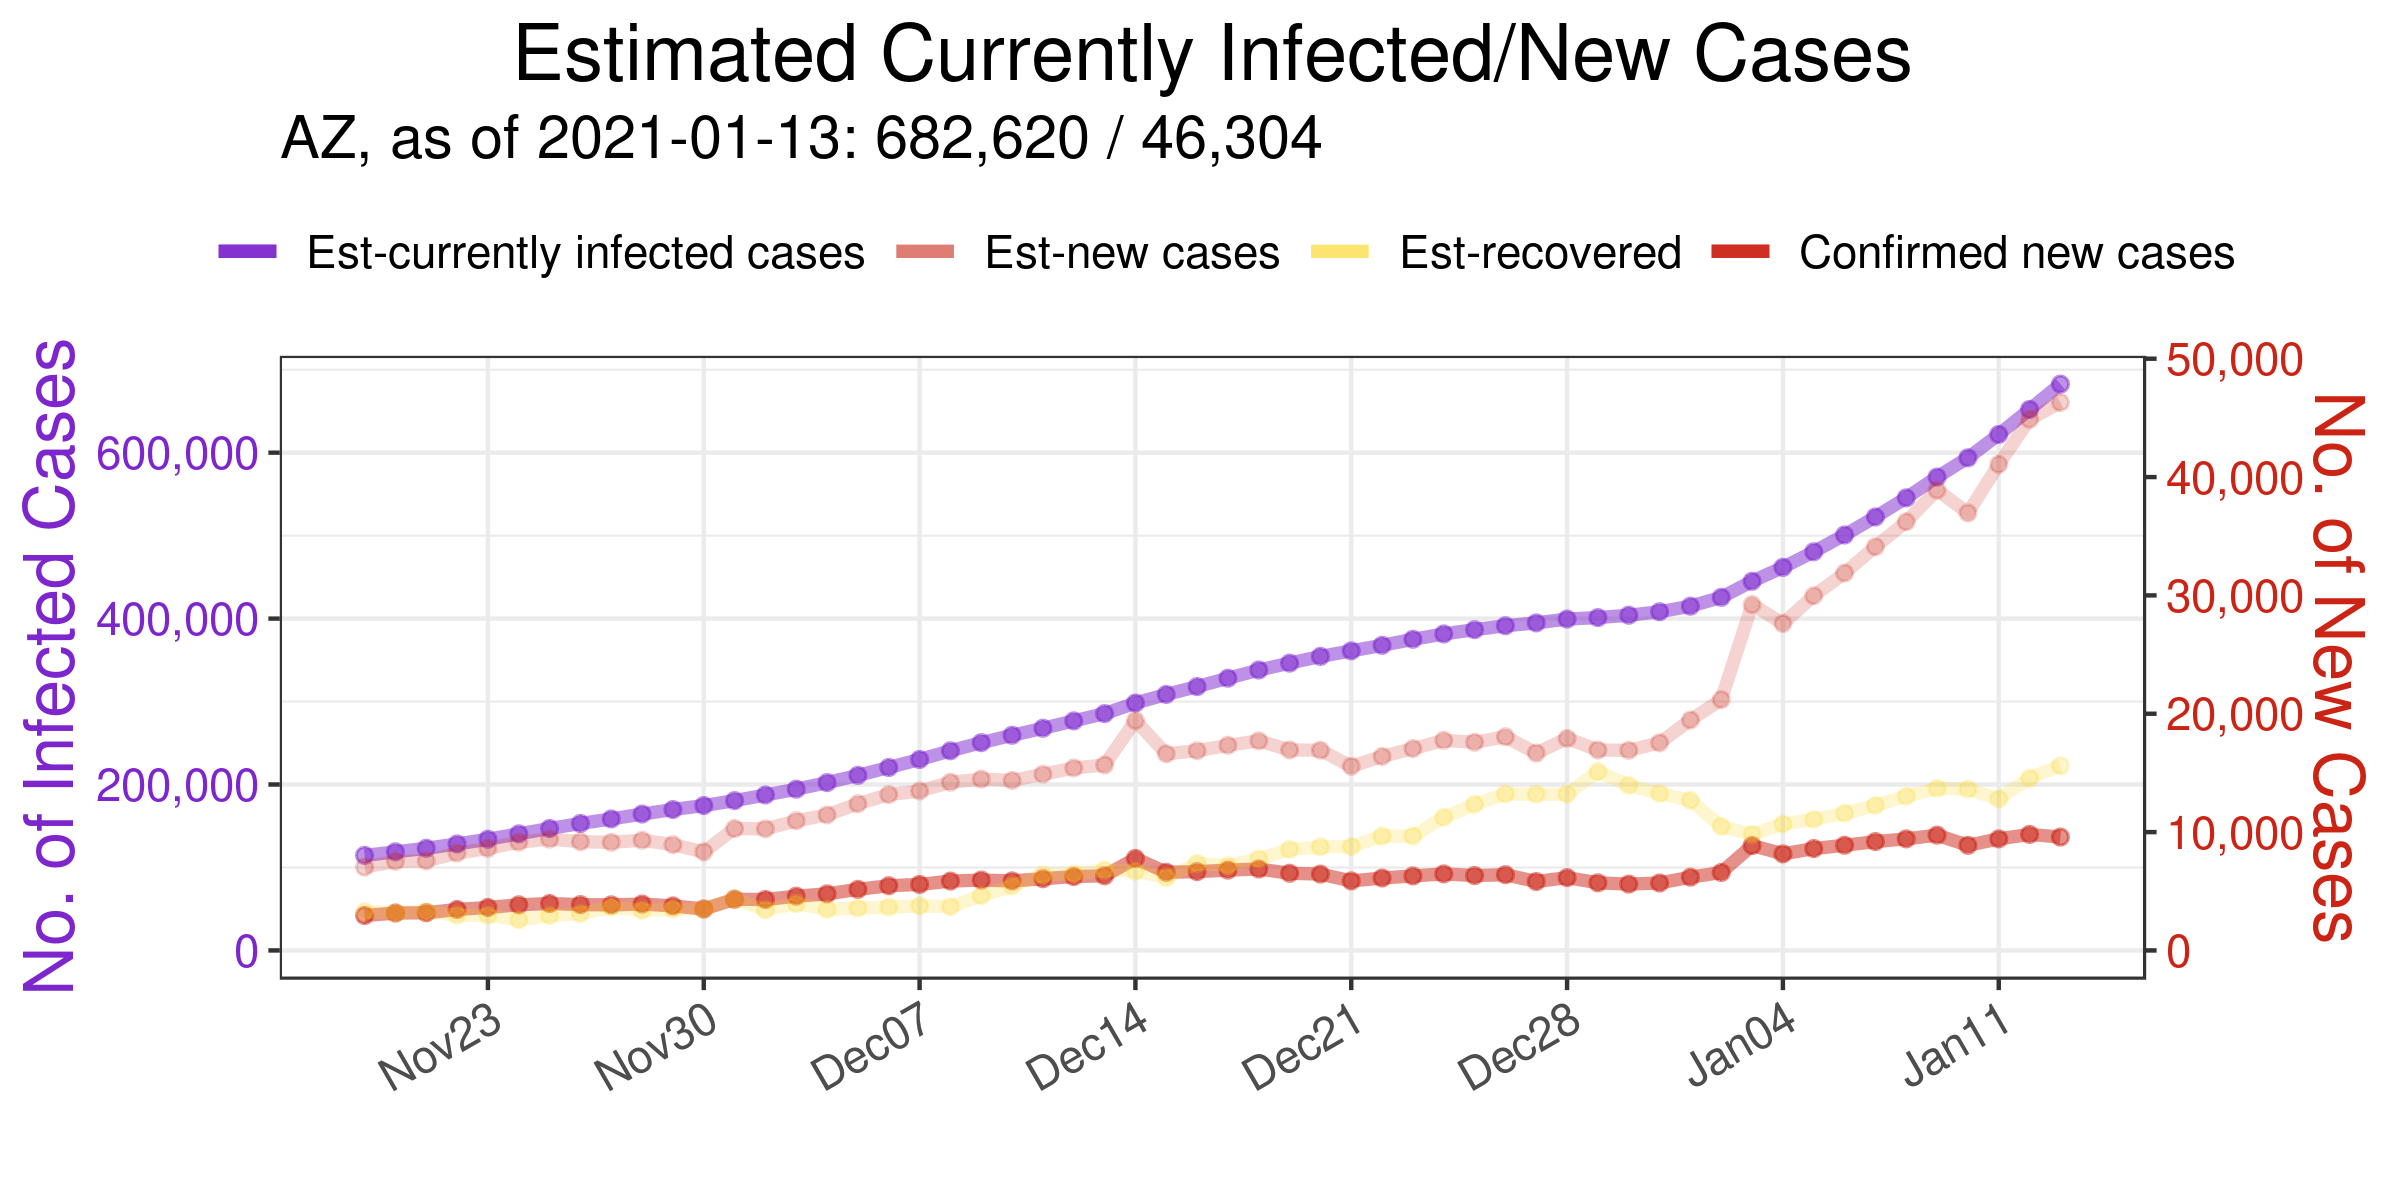 Estimated Currently Infected/New Cases
AZ, as of 2021-01-13: 682,620 / 46,304
Est-currently infected cases Est-new cases Est-recovered Confirmed new cases
No. of Infected Cases
600,000
400,000
200,000
0
50,000
40,000
30,000
20,000
10,000
0
No. of New Cases
Nov23 Nov30 Dec07 Dec14 Dec21 Dec28 Jan04 Jan11